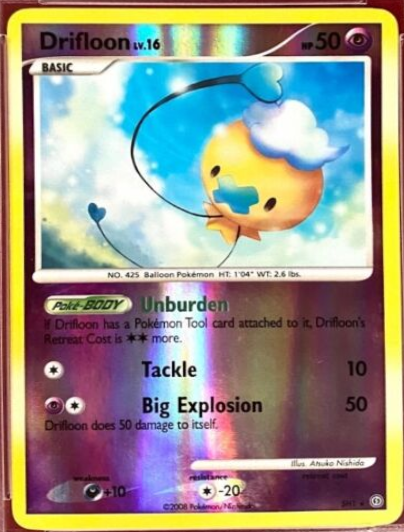 Drifloon LV.16 HP 50
BASIC
NO. 425 Balloon Pokémon HT: 1'04" WT: 2.6 lbs.
Poké-BODY Unburden
If Drifloon has a Pokémon Tool card attached to it, Drifloon's
Retreat Cost is ✶✶ more.
Tackle 10
Big Explosion 50
Drifloon does 50 damage to itself.
Illus. Atsuko Nishida
weakness resistance retreat cost
+10 -20
©2008 Pokémon/Nintendo SH1